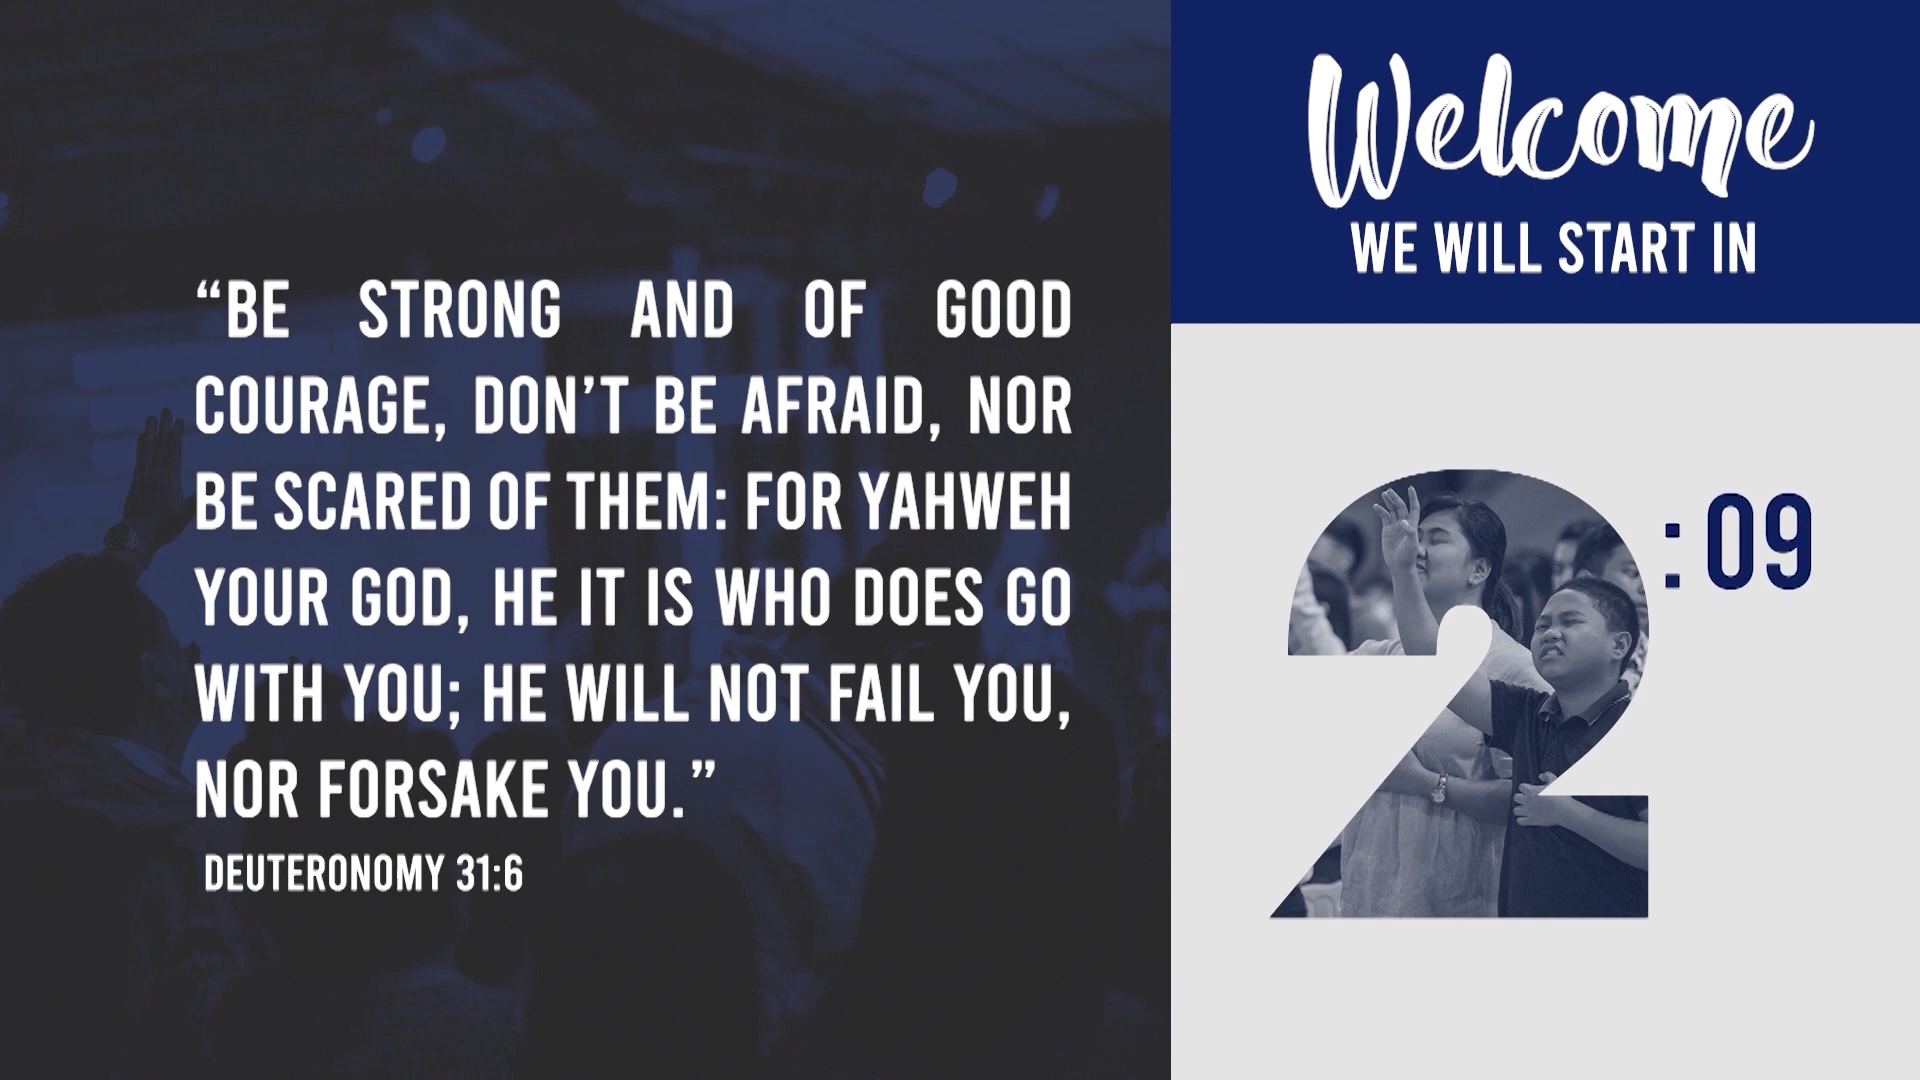 “BE STRONG AND OF GOOD
COURAGE, DON’T BE AFRAID, NOR
BE SCARED OF THEM: FOR YAHWEH
YOUR GOD, HE IT IS WHO DOES GO
WITH YOU; HE WILL NOT FAIL YOU,
NOR FORSAKE YOU.”
DEUTERONOMY 31:6
Welcome
WE WILL START IN
2:09